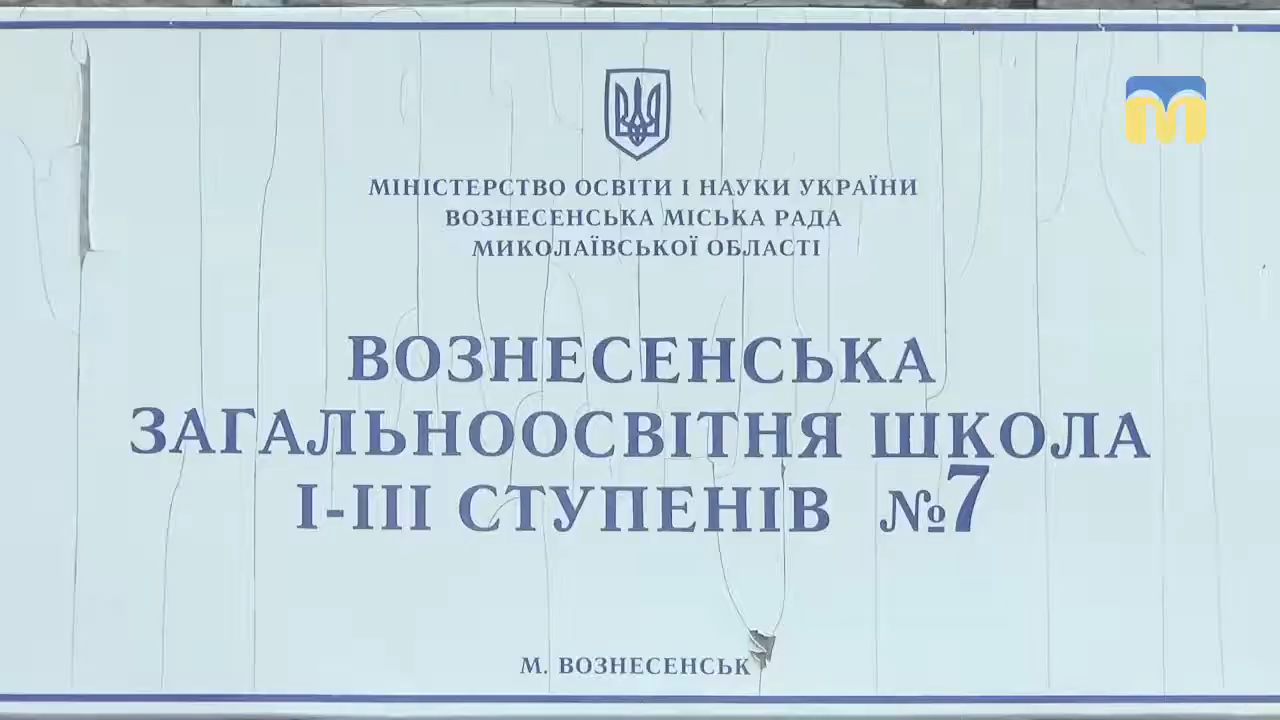 МІНІСТЕРСТВО ОСВІТИ І НАУКИ УКРАЇНИ
ВОЗНЕСЕНСЬКА МІСЬКА РАДА
МИКОЛАЇВСЬКОЇ ОБЛАСТІ
ВОЗНЕСЕНСЬКА
ЗАГАЛЬНООСВІТНЯ ШКОЛА
І-ІІІ СТУПЕНІВ №7
М. ВОЗНЕСЕНСЬК